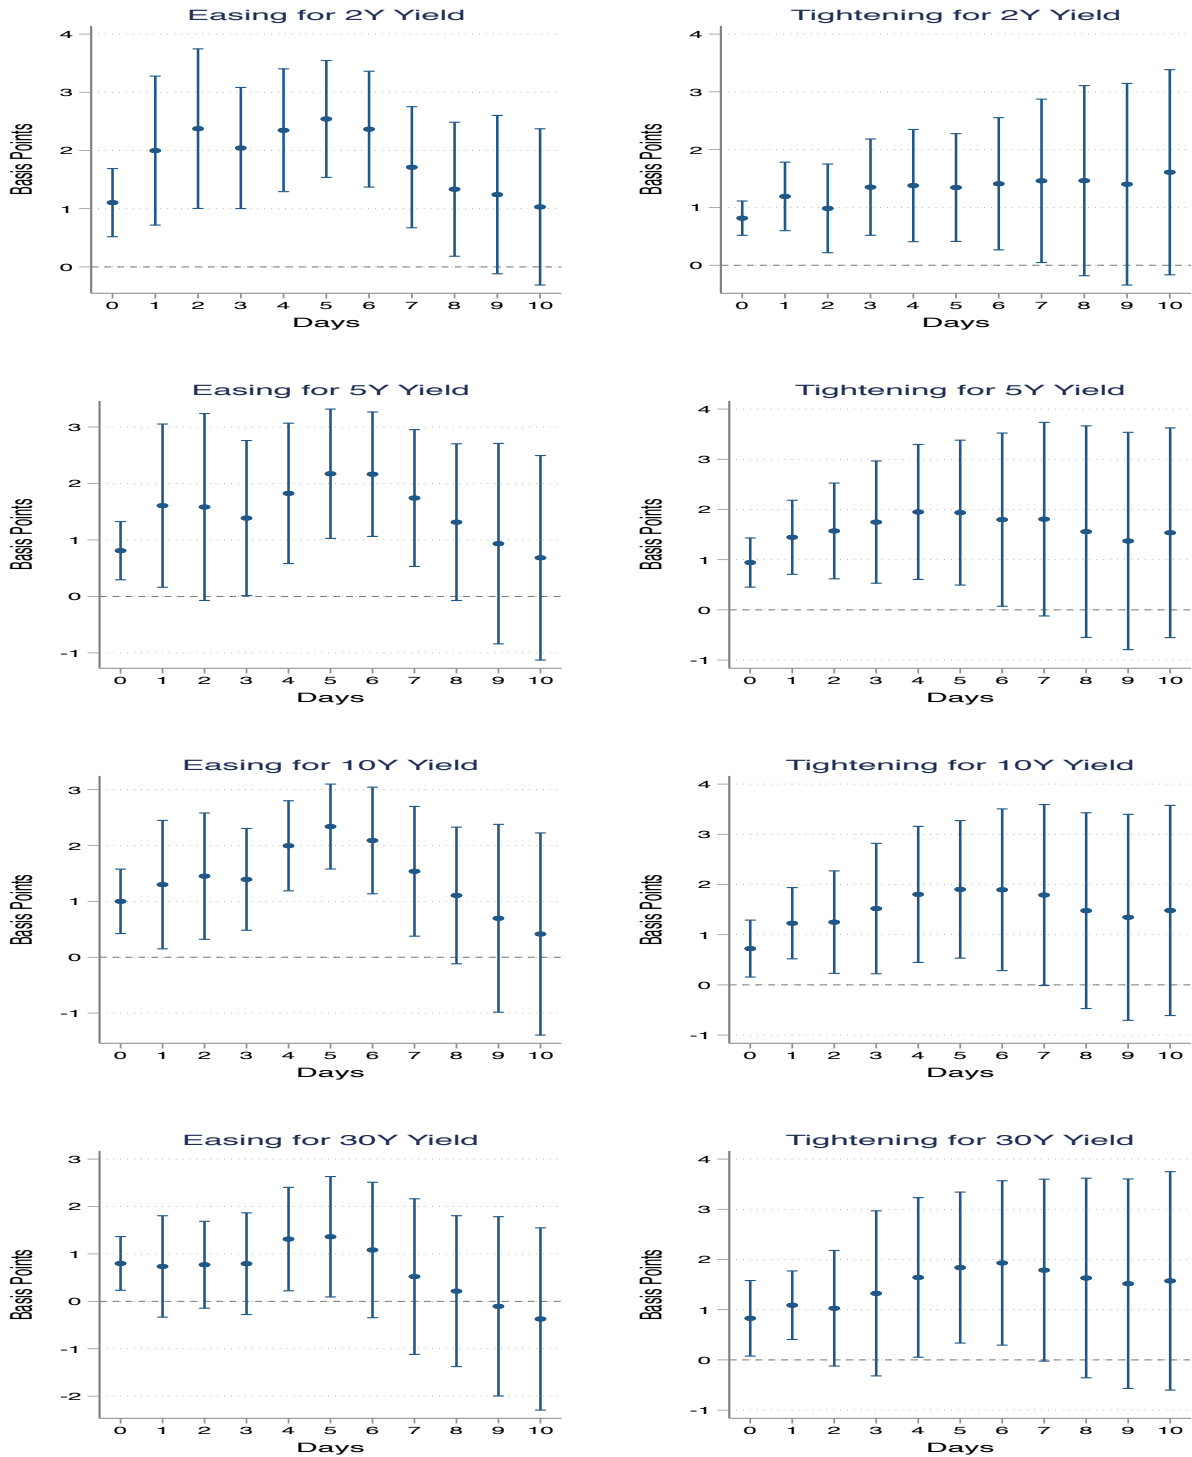 Easing for 2Y Yield
Basis Points
4
3
2
1
0
0 1 2 3 4 5 6 7 8 9 10
Days
Tightening for 2Y Yield
Basis Points
4
3
2
1
0
0 1 2 3 4 5 6 7 8 9 10
Days
Easing for 5Y Yield
Basis Points
3
2
1
0
-1
0 1 2 3 4 5 6 7 8 9 10
Days
Tightening for 5Y Yield
Basis Points
4
3
2
1
0
-1
0 1 2 3 4 5 6 7 8 9 10
Days
Easing for 10Y Yield
Basis Points
3
2
1
0
-1
0 1 2 3 4 5 6 7 8 9 10
Days
Tightening for 10Y Yield
Basis Points
4
3
2
1
0
-1
0 1 2 3 4 5 6 7 8 9 10
Days
Easing for 30Y Yield
Basis Points
3
2
1
0
-1
-2
0 1 2 3 4 5 6 7 8 9 10
Days
Tightening for 30Y Yield
Basis Points
4
3
2
1
0
-1
0 1 2 3 4 5 6 7 8 9 10
Days